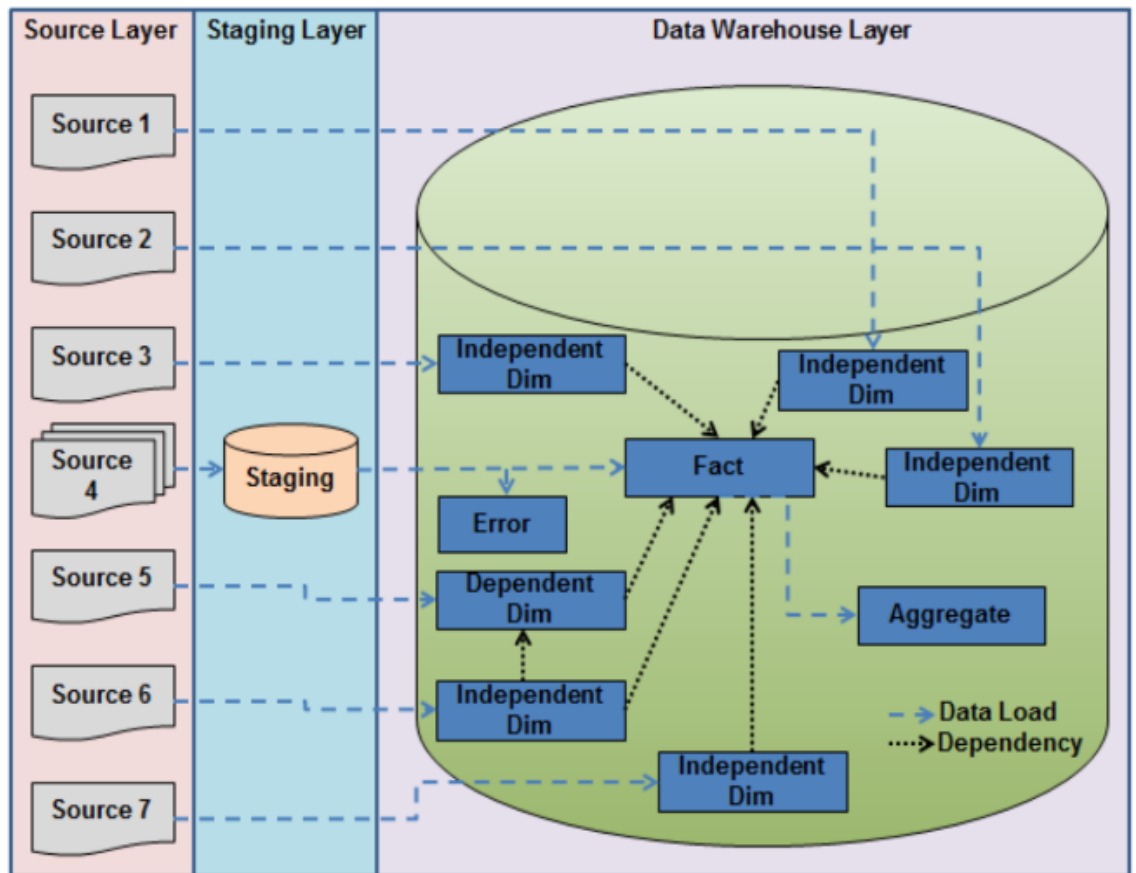 Source Layer
Staging Layer
Data Warehouse Layer
Source 1
Source 2
Source 3
Independent
Dim
Independent
Dim
Source
4
Staging
Fact
Independent
Dim
Error
Source 5
Dependent
Dim
Aggregate
Source 6
Independent
Dim
Data Load
Dependency
Source 7
Independent
Dim